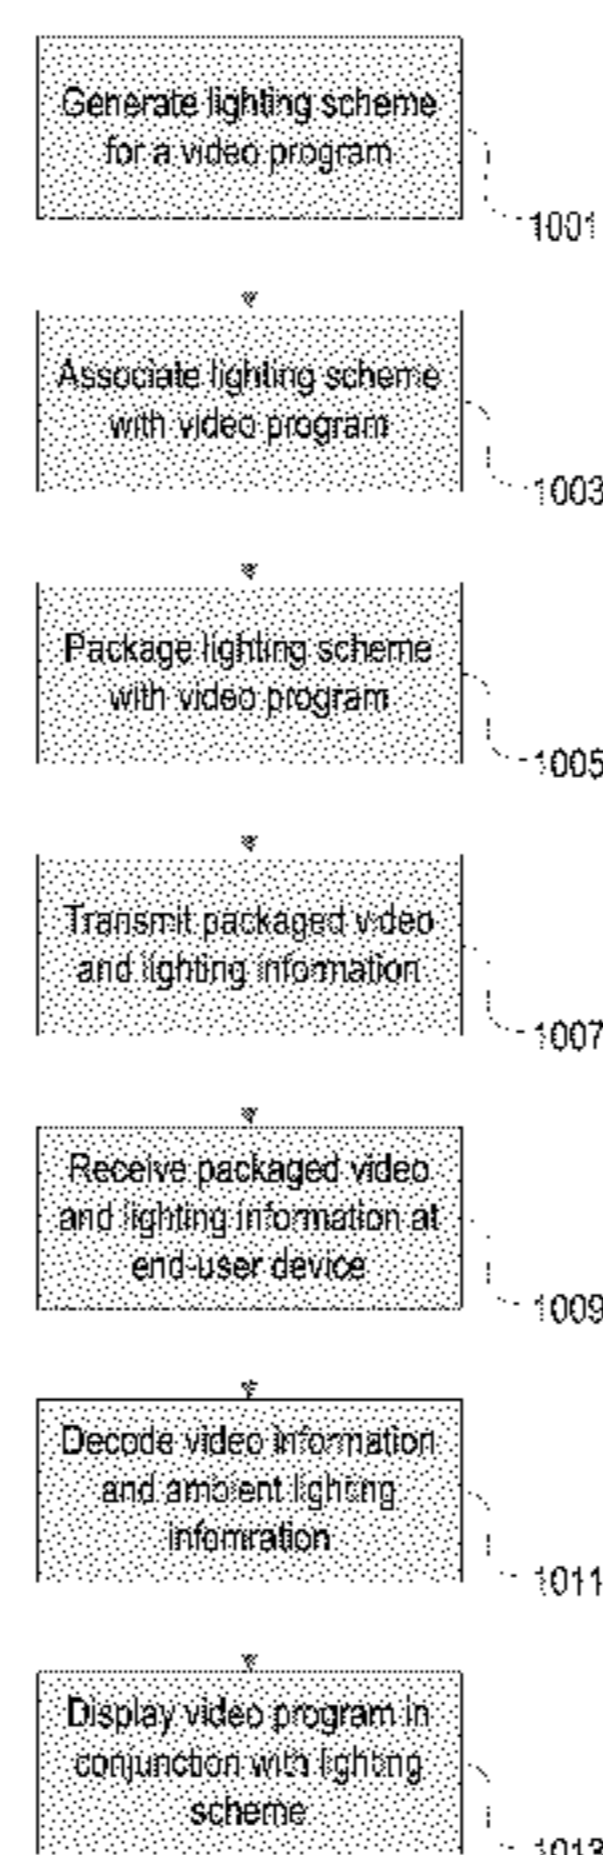 Generate lighting scheme
for a video program
1001
Associate lighting scheme
with video program
1003
Package lighting scheme
with video program
1005
Transmit packaged video
and lighting information
1007
Receive packaged video
and lighting information at
end-user device
1009
Decode video information
and ambient lighting
infomration
1011
Display video program in
conjunction with lighting
scheme
1013